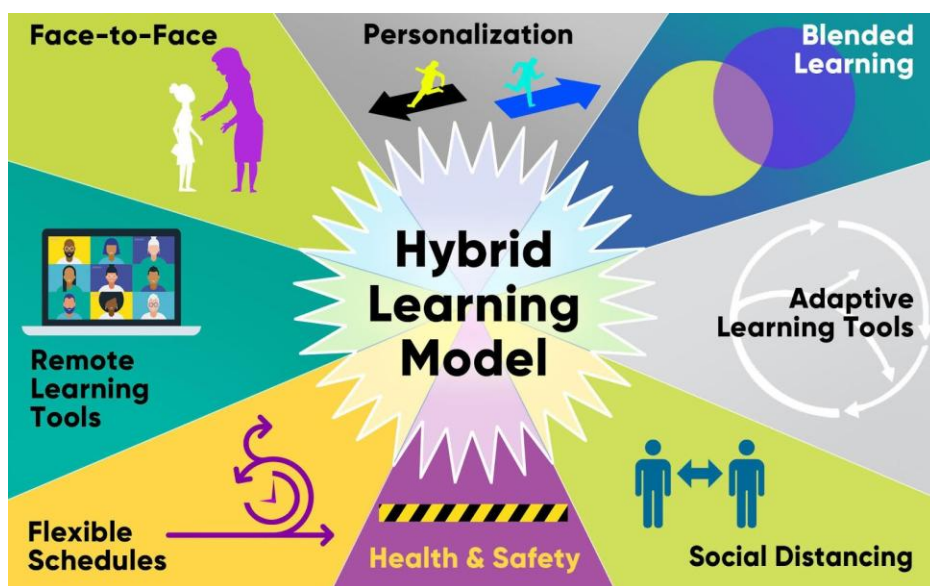 Face-to-Face
Personalization
Blended
Learning
Hybrid
Learning
Model
Adaptive
Learning Tools
Remote
Learning
Tools
Flexible
Schedules
Health & Safety
Social Distancing